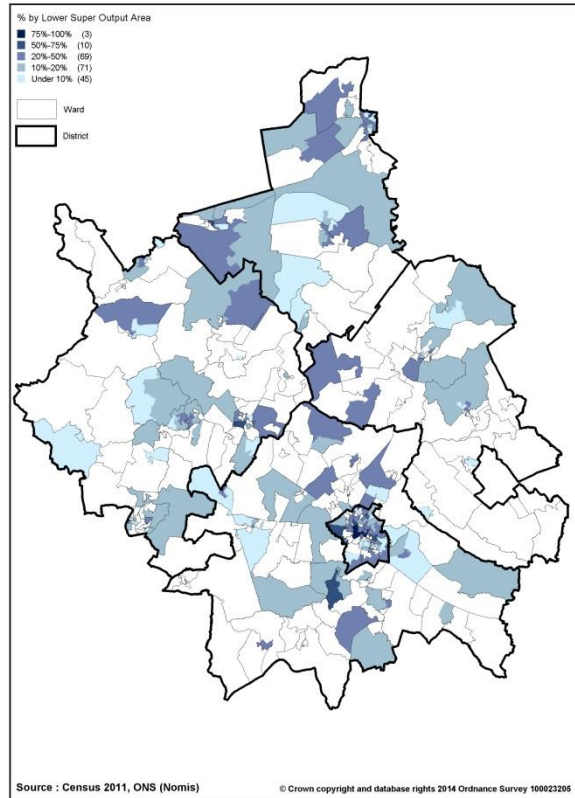 % by Lower Super Output Area
75%-100% (3)
50%-75% (10)
20%-50% (69)
10%-20% (71)
Under 10% (45)
Ward
District
Source : Census 2011, ONS (Nomis)
© Crown copyright and database rights 2014 Ordnance Survey 100023205